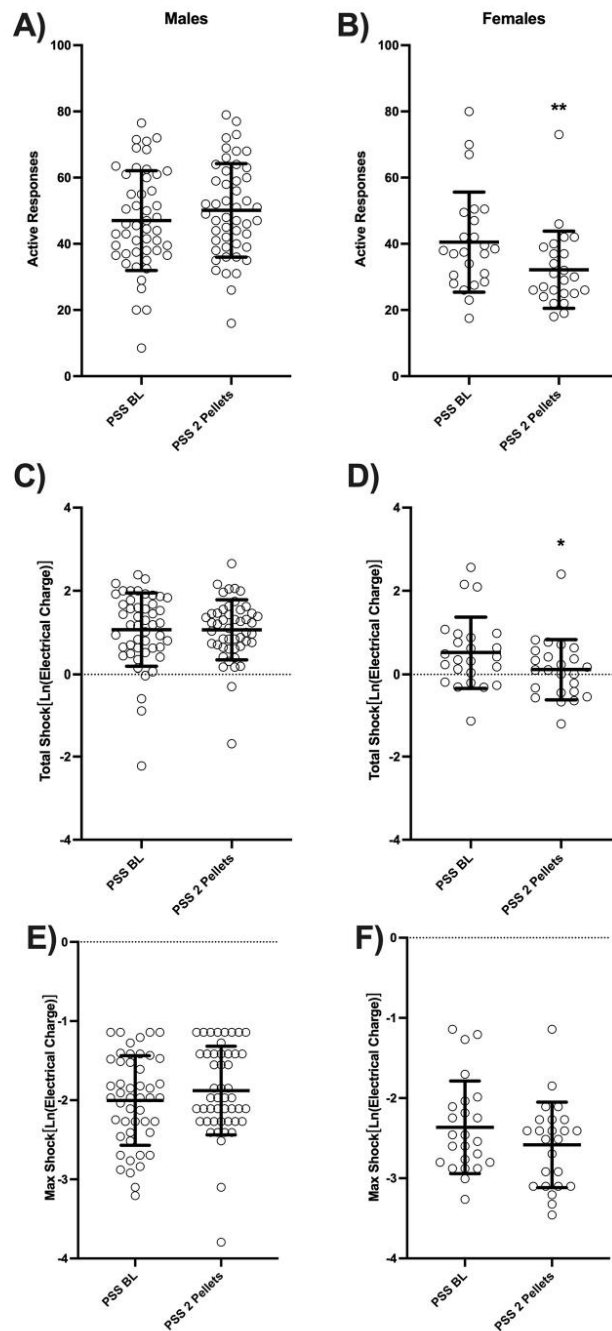 A)
Males
B)
Females
Active Responses
100
80
60
40
20
0
PSS BL
PSS 2 Pellets
Active Responses
100
80
60
40
20
0
**
PSS BL
PSS 2 Pellets
C)
D)
Total Shock[Ln(Electrical Charge)]
4
2
0
-2
-4
PSS BL
PSS 2 Pellets
Total Shock[Ln(Electrical Charge)]
4
2
0
-2
-4
*
PSS BL
PSS 2 Pellets
E)
F)
Max Shock[Ln(Electrical Charge)]
0
-1
-2
-3
-4
PSS BL
PSS 2 Pellets
Max Shock[Ln(Electrical Charge)]
0
-1
-2
-3
-4
PSS BL
PSS 2 Pellets